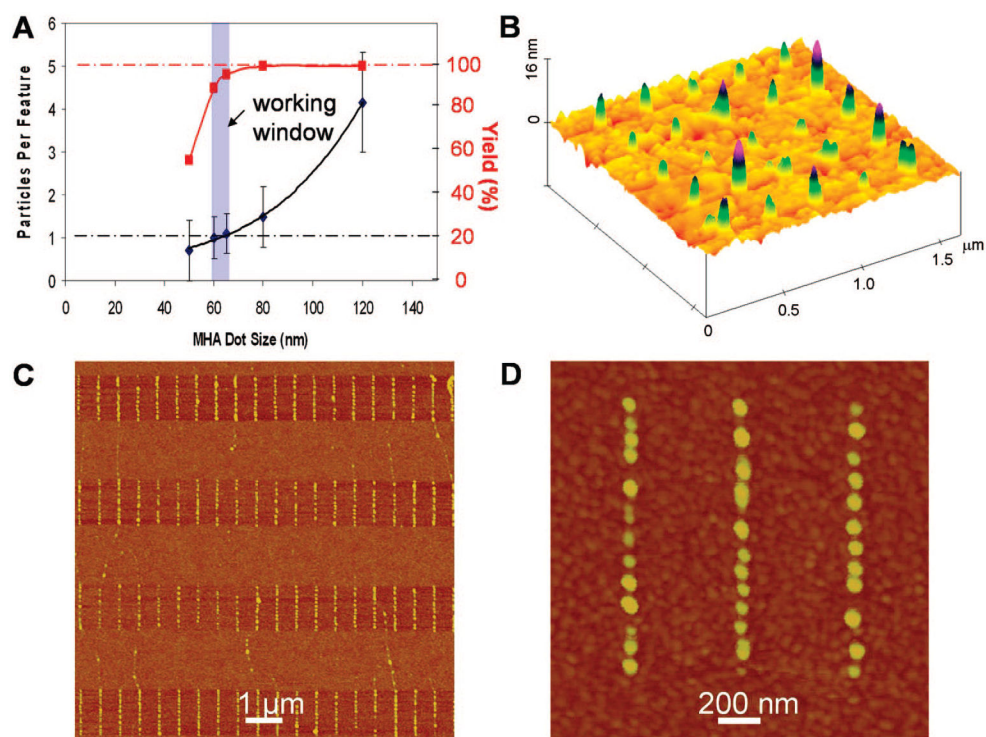 A
Particles Per Feature
6
5
4
3
2
1
0
0 20 40 60 80 100 120 140
MHA Dot Size (nm)
working
window
100
80
60
40
20
0
Yield (%)
B
16 nm
0
0 0.5 1.0 1.5 μm
C
1 μm
D
200 nm